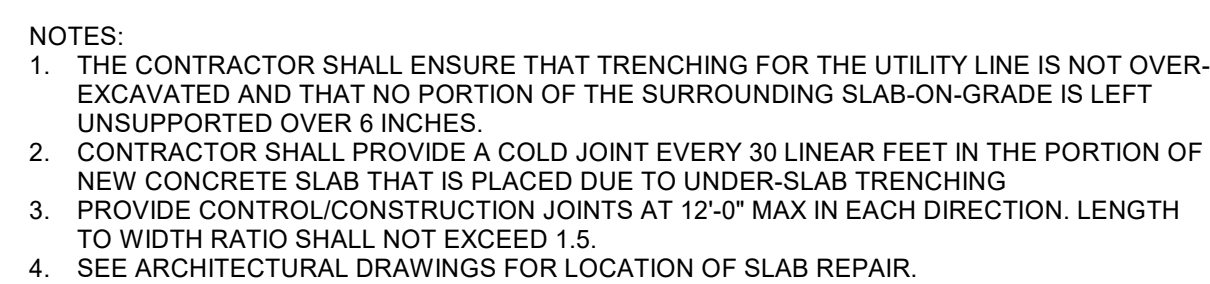 NOTES:
1. THE CONTRACTOR SHALL ENSURE THAT TRENCHING FOR THE UTILITY LINE IS NOT OVER-
EXCAVATED AND THAT NO PORTION OF THE SURROUNDING SLAB-ON-GRADE IS LEFT
UNSUPPORTED OVER 6 INCHES.
2. CONTRACTOR SHALL PROVIDE A COLD JOINT EVERY 30 LINEAR FEET IN THE PORTION OF
NEW CONCRETE SLAB THAT IS PLACED DUE TO UNDER-SLAB TRENCHING
3. PROVIDE CONTROL/CONSTRUCTION JOINTS AT 12'-0" MAX IN EACH DIRECTION. LENGTH
TO WIDTH RATIO SHALL NOT EXCEED 1.5.
4. SEE ARCHITECTURAL DRAWINGS FOR LOCATION OF SLAB REPAIR.